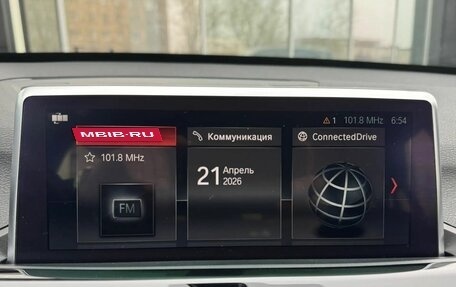 1 101.8 MHz 6:54
MBIB.RU Коммуникация ConnectedDrive
101.8 MHz
21 Апрель
2026
FM